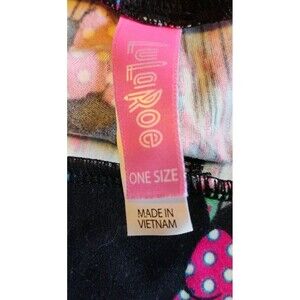 LuLaRoe
ONE SIZE
MADE IN
VIETNAM